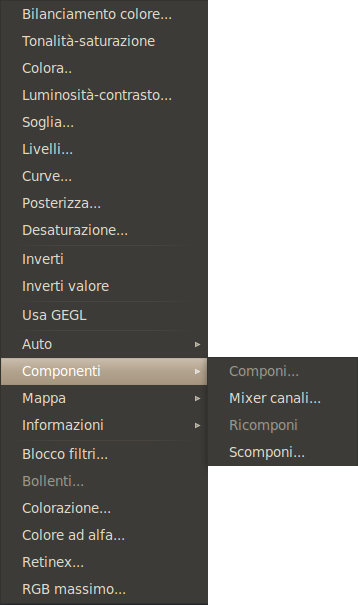 Bilanciamento colore...
Tonalità-saturazione
Colora..
Luminosità-contrasto...
Soglia...
Livelli...
Curve...
Posterizza...
Desaturazione...
Inverti
Inverti valore
Usa GEGL
Auto
Componenti
Mappa
Informazioni
Blocco filtri...
Bollenti...
Colorazione...
Colore ad alfa...
Retinex...
RGB massimo...
Componi...
Mixer canali...
Ricomponi
Scomponi...